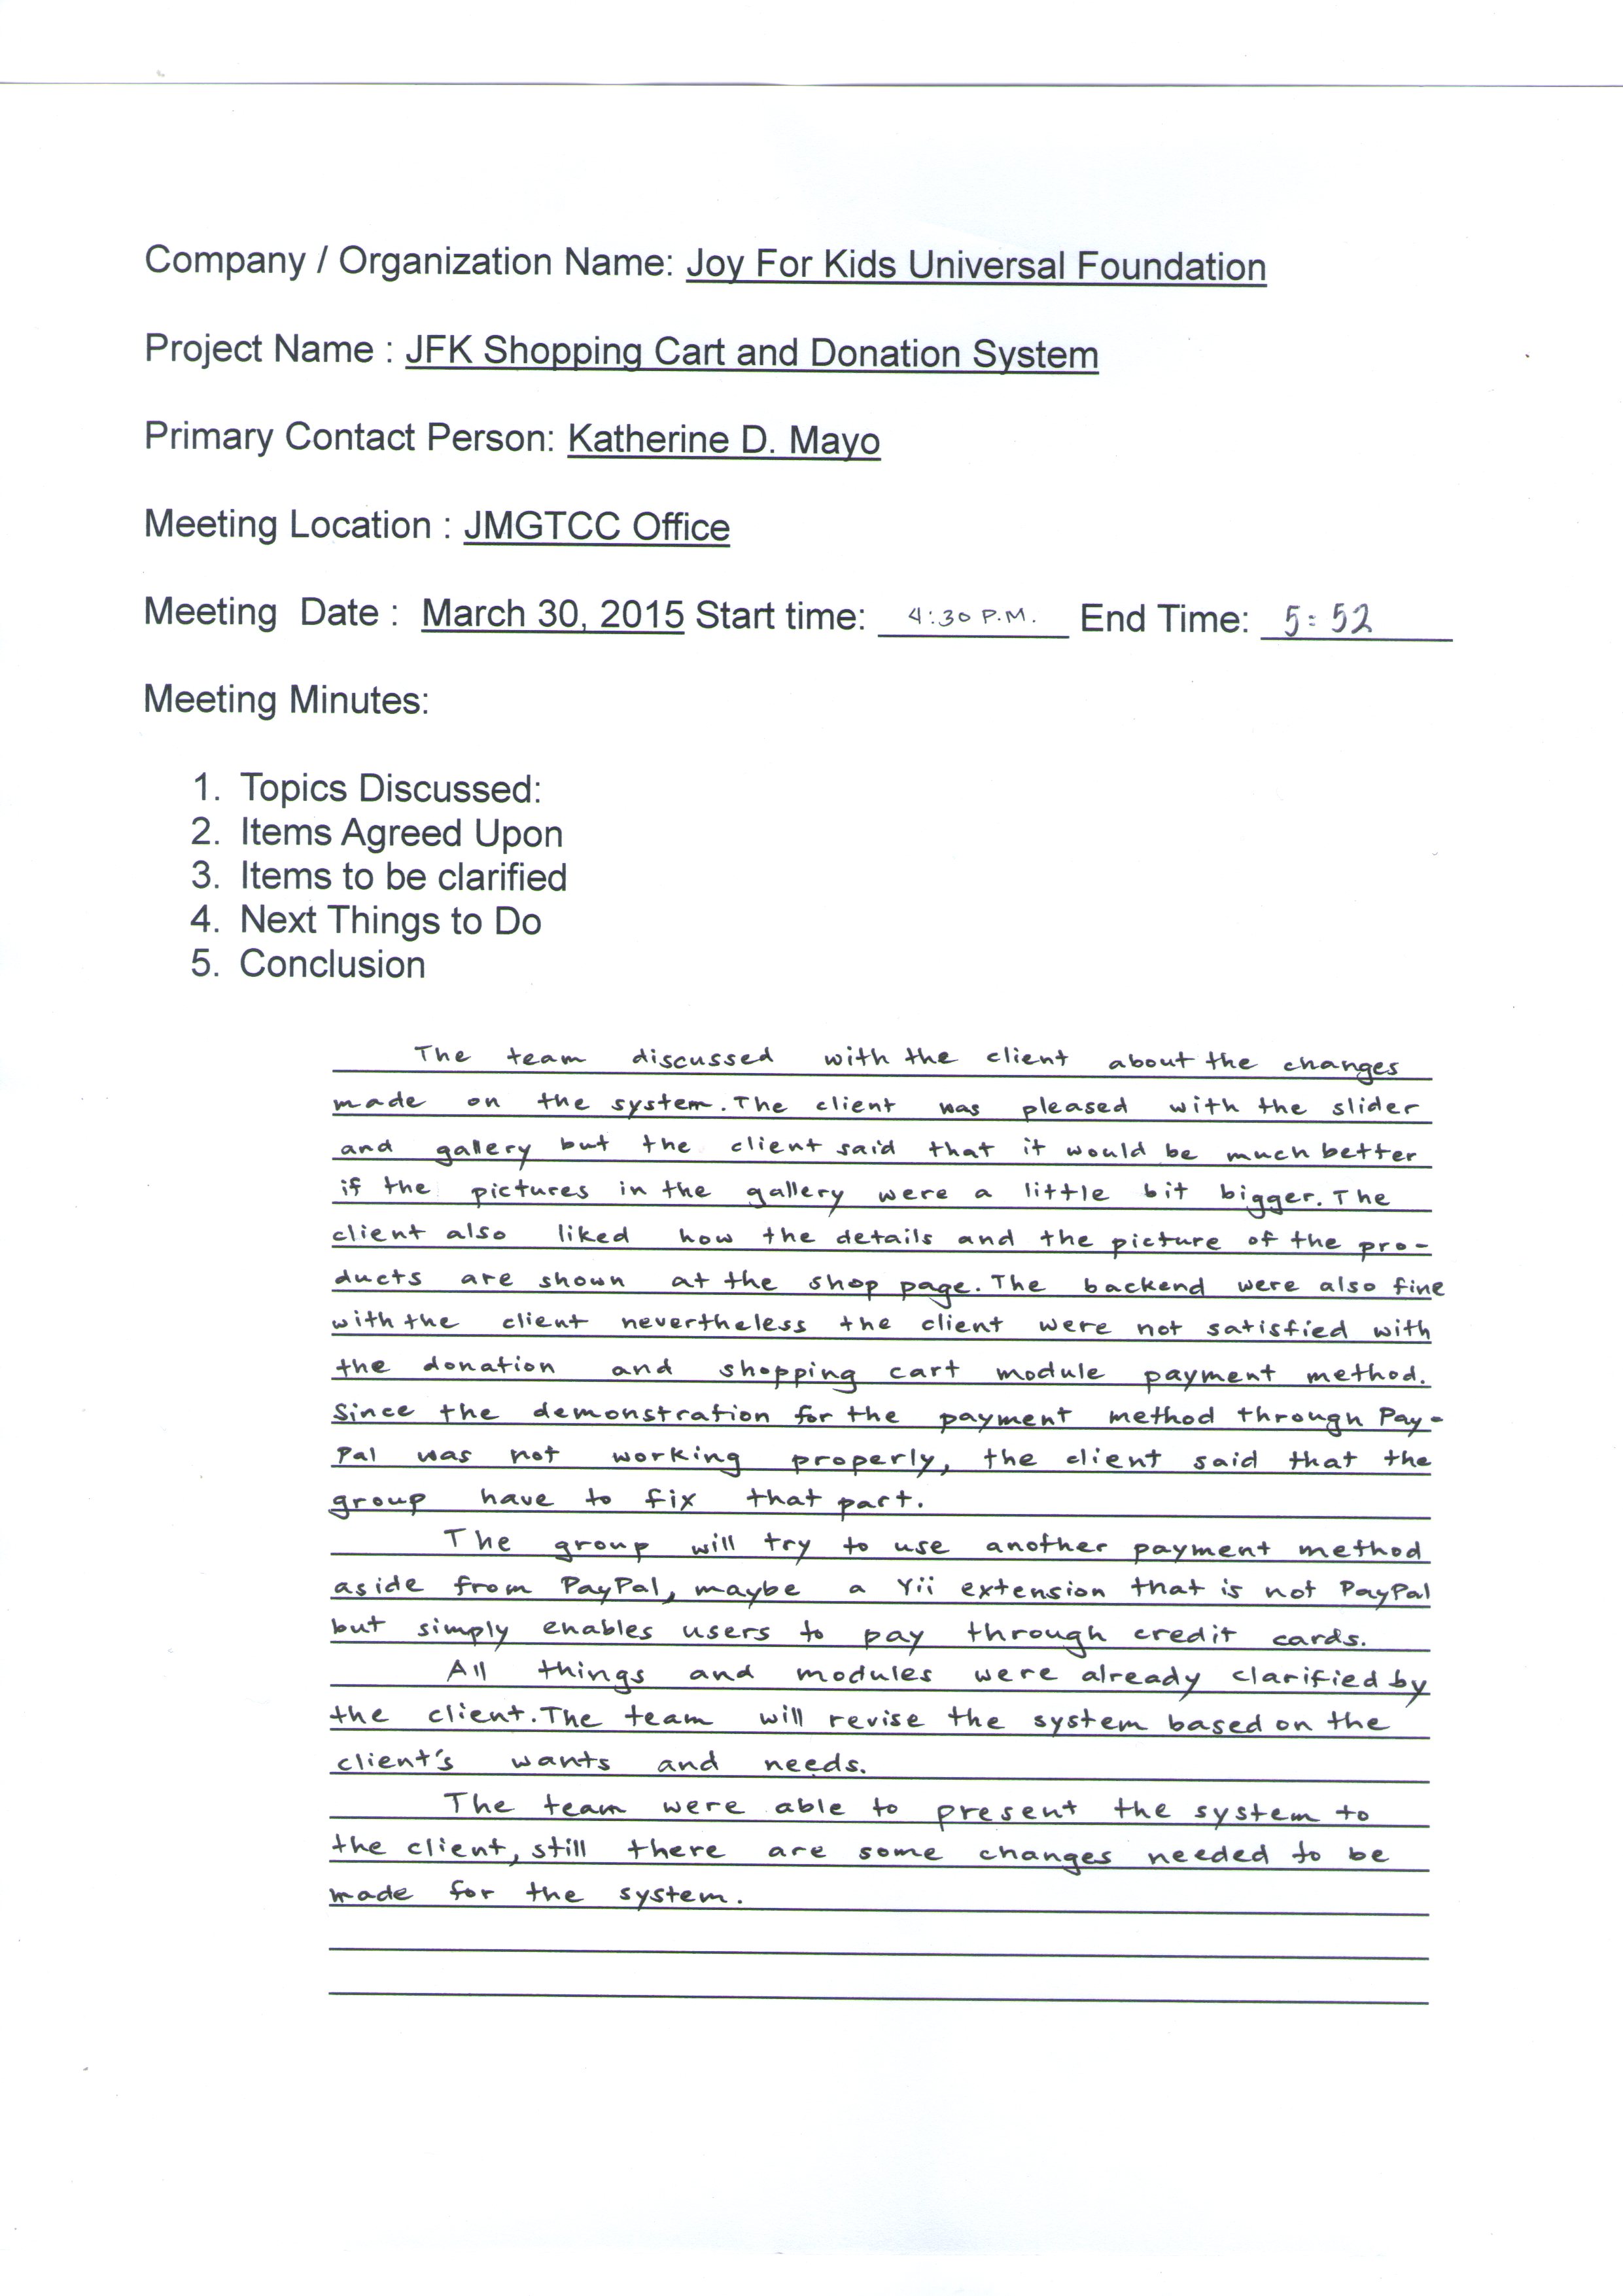 Company / Organization Name: Joy For Kids Universal Foundation
Project Name : JFK Shopping Cart and Donation System
Primary Contact Person: Katherine D. Mayo
Meeting Location : JMGTCC Office
Meeting Date : March 30, 2015 Start time: 4:30 P.M. End Time: 5:52
Meeting Minutes:
1. Topics Discussed:
2. Items Agreed Upon
3. Items to be clarified
4. Next Things to Do
5. Conclusion
The team discussed with the client about the changes
made on the system. The client was pleased with the slider
and gallery but the client said that it would be much better
if the pictures in the gallery were a little bit bigger. The
client also liked how the details and the picture of the pro-
ducts are shown at the shop page. The backend were also fine
with the client nevertheless the client were not satisfied with
the donation and shopping cart module payment method.
Since the demonstration for the payment method through Pay-
Pal was not working properly, the client said that the
group have to fix that part.
The group will try to use another payment method
aside from PayPal, maybe a Yii extension that is not PayPal
but simply enables users to pay through credit cards.
All things and modules were already clarified by
the client. The team will revise the system based on the
client's wants and needs.
The team were able to present the system to
the client, still there are some changes needed to be
made for the system.